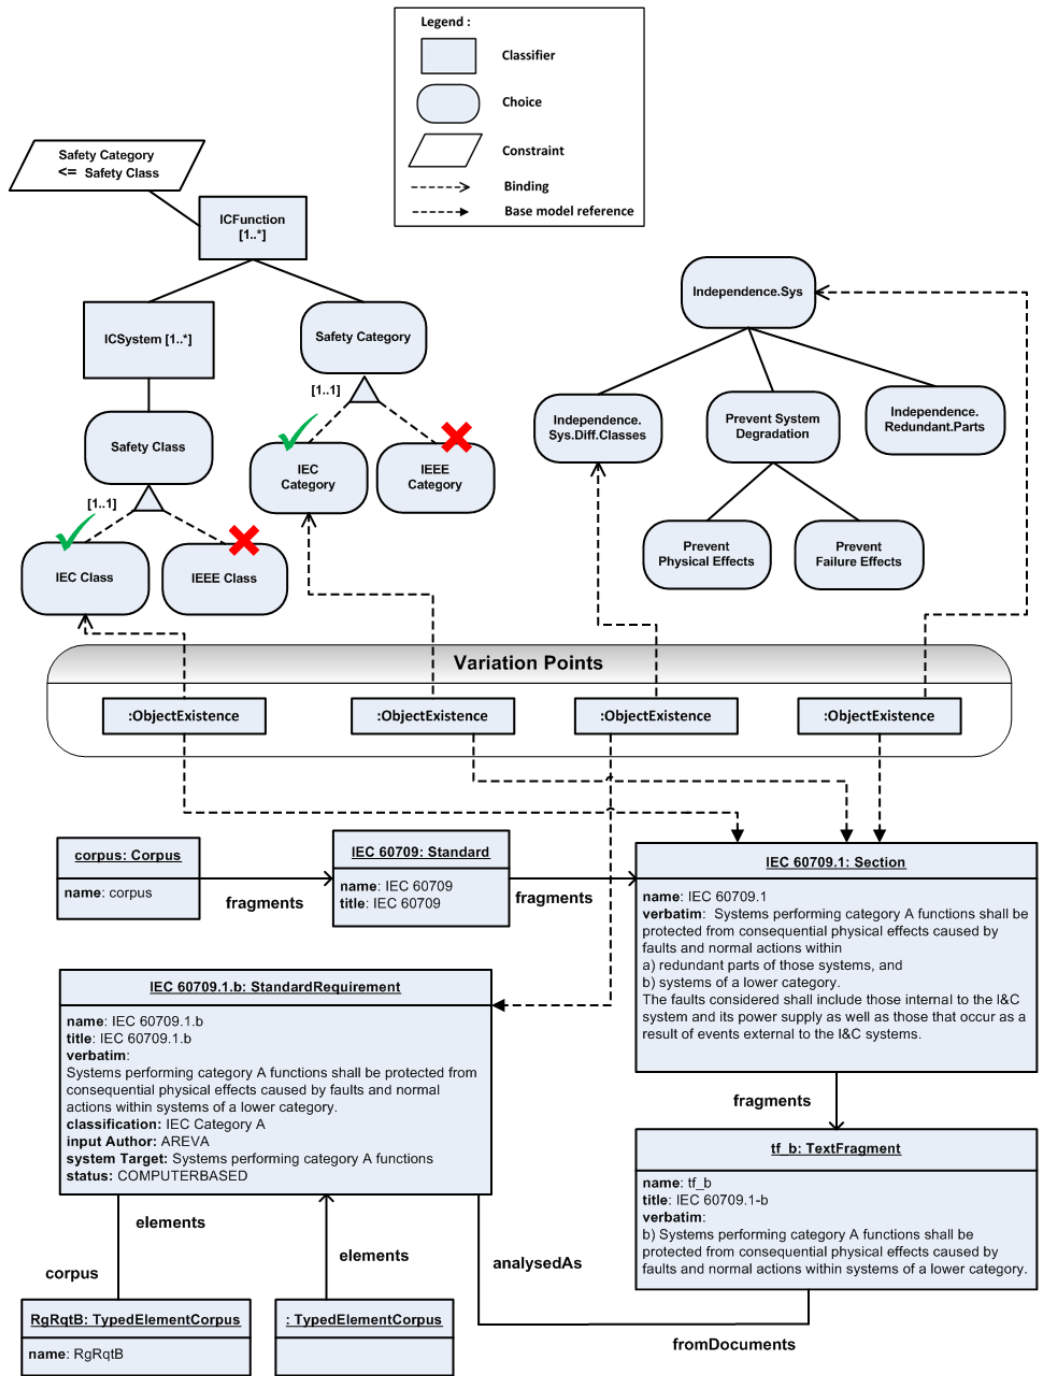 Legend :
Classifier
Choice
Constraint
Binding
Base model reference
Safety Category
<= Safety Class
ICFunction
[1..*]
ICSystem [1..*]
Safety Category
[1..1]
Safety Class
IEC
Category
IEEE
Category
[1..1]
IEC Class
IEEE Class
Independence.Sys
Independence.
Sys.Diff.Classes
Prevent System
Degradation
Independence.
Redundant.Parts
Prevent
Physical Effects
Prevent
Failure Effects
Variation Points
:ObjectExistence
:ObjectExistence
:ObjectExistence
:ObjectExistence
corpus: Corpus
name: corpus
fragments
IEC 60709: Standard
name: IEC 60709
title: IEC 60709
fragments
IEC 60709.1: Section
name: IEC 60709.1
verbatim: Systems performing category A functions shall be
protected from consequential physical effects caused by
faults and normal actions within
a) redundant parts of those systems, and
b) systems of a lower category.
The faults considered shall include those internal to the I&C
system and its power supply as well as those that occur as a
result of events external to the I&C systems.
IEC 60709.1.b: StandardRequirement
name: IEC 60709.1.b
title: IEC 60709.1.b
verbatim:
Systems performing category A functions shall be protected from
consequential physical effects caused by faults and normal
actions within systems of a lower category.
classification: IEC Category A
input Author: AREVA
system Target: Systems performing category A functions
status: COMPUTERBASED
fragments
tf_b: TextFragment
name: tf_b
title: IEC 60709.1-b
verbatim:
b) Systems performing category A functions shall be
protected from consequential physical effects caused by
faults and normal actions within systems of a lower category.
elements
corpus
elements
analysedAs
fromDocuments
RgRqtB: TypedElementCorpus
name: RgRqtB
: TypedElementCorpus